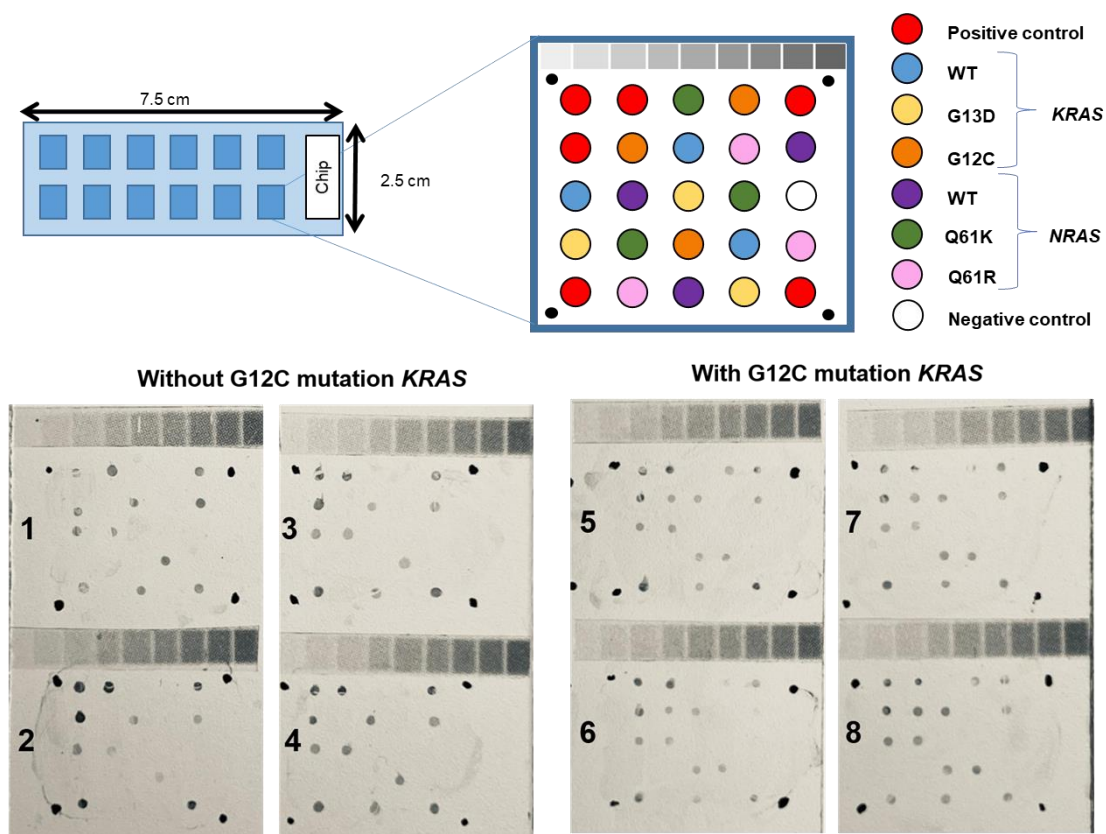 7.5 cm
2.5 cm
Chip
Positive control
WT
G13D
G12C
KRAS
WT
Q61K
Q61R
NRAS
Negative control
Without G12C mutation KRAS
With G12C mutation KRAS
1
3
5
7
2
4
6
8